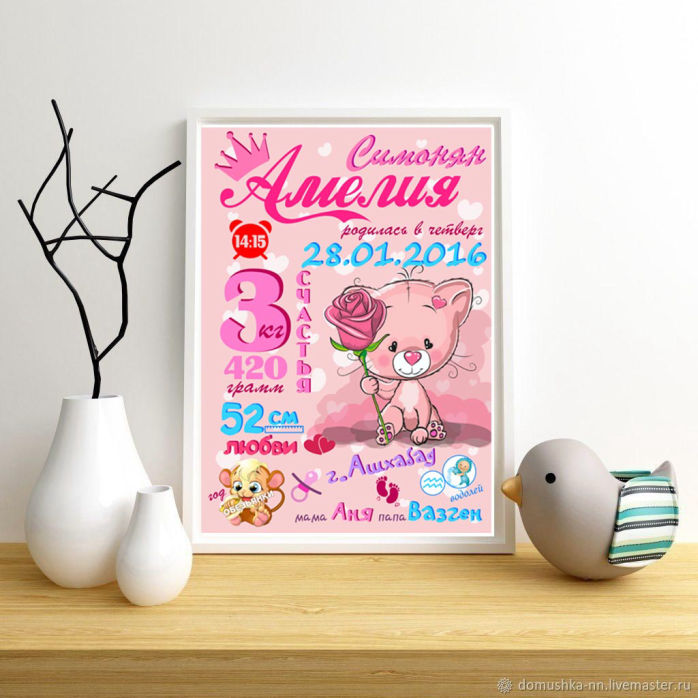 Симонян
Амелия
родилась в четверг
14:15
28.01.2016
3 кг
СЧАСТЬЯ
420
грамм
52 см
любви
г. Ашхабад
год
ОБЕЗЬЯНЫ
водолей
мама Аня папа Вазген
domushka-nn.livemaster.ru